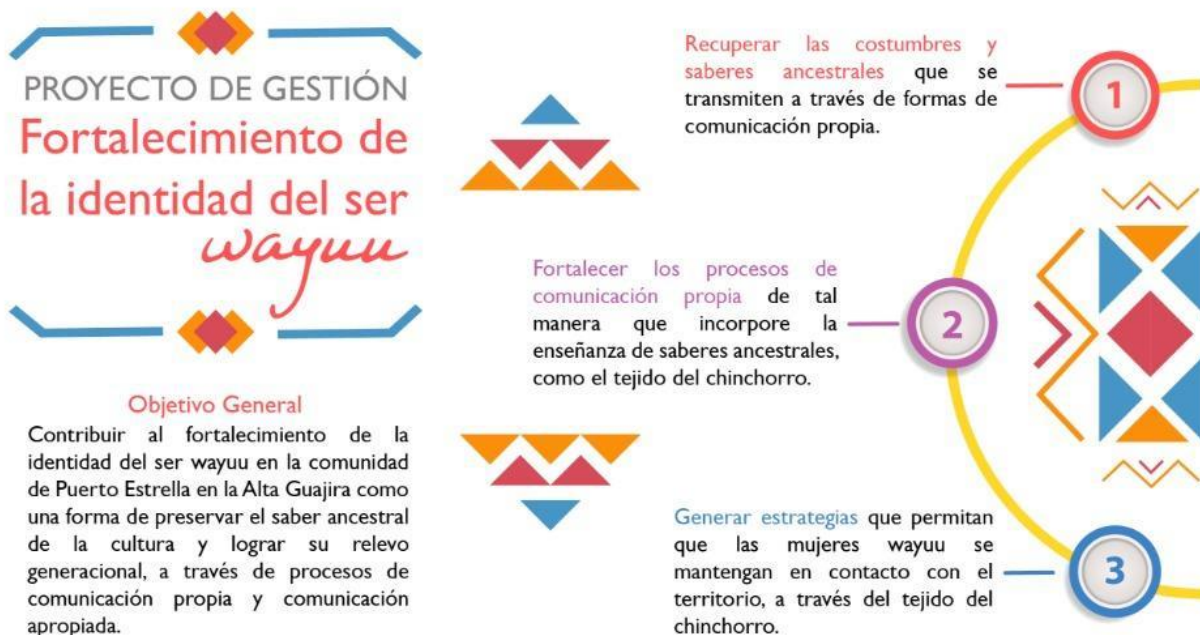 PROYECTO DE GESTIÓN
Fortalecimiento de
la identidad del ser
wayuu
Objetivo General
Contribuir al fortalecimiento de la
identidad del ser wayuu en la comunidad
de Puerto Estrella en la Alta Guajira como
una forma de preservar el saber ancestral
de la cultura y lograr su relevo
generacional, a través de procesos de
comunicación propia y comunicación
apropiada.
Recuperar las costumbres y
saberes ancestrales que se
transmiten a través de formas de
comunicación propia.
1
Fortalecer los procesos de
comunicación propia de tal
manera que incorpore la
enseñanza de saberes ancestrales,
como el tejido del chinchorro.
2
Generar estrategias que permitan
que las mujeres wayuu se
mantengan en contacto con el
territorio, a través del tejido del
chinchorro.
3